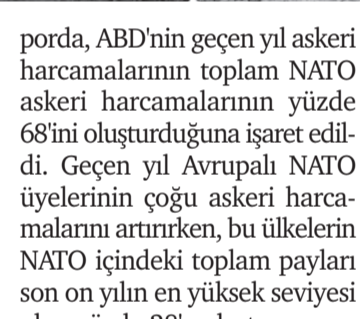 porda, ABD'nin geçen yıl askeri
harcamalarının toplam NATO
askeri harcamalarının yüzde
68'ini oluşturduğuna işaret edil-
di. Geçen yıl Avrupalı NATO
üyelerinin çoğu askeri harca-
malarını artırırken, bu ülkelerin
NATO içindeki toplam payları
son on yılın en yüksek seviyesi